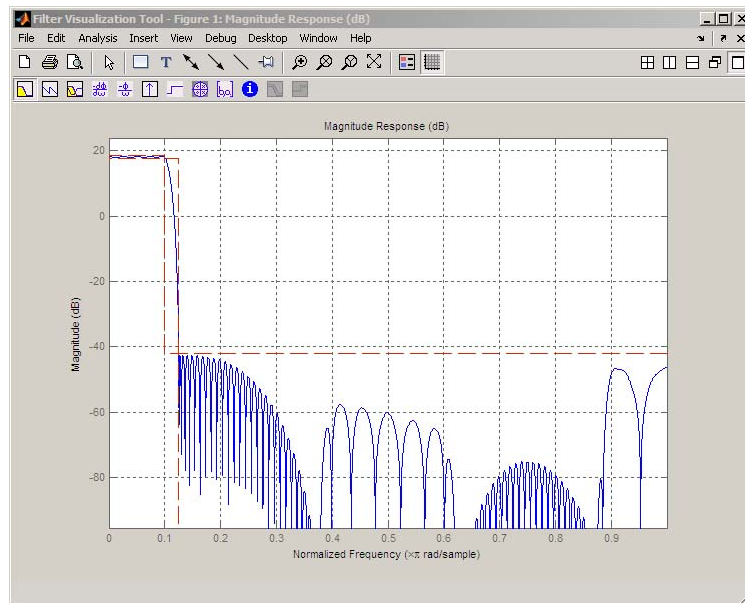 Filter Visualization Tool - Figure 1: Magnitude Response (dB)
File Edit Analysis Insert View Debug Desktop Window Help
T
i
Magnitude Response (dB)
20
0
-20
-40
-60
-80
Magnitude (dB)
0 0.1 0.2 0.3 0.4 0.5 0.6 0.7 0.8 0.9
Normalized Frequency (×π rad/sample)